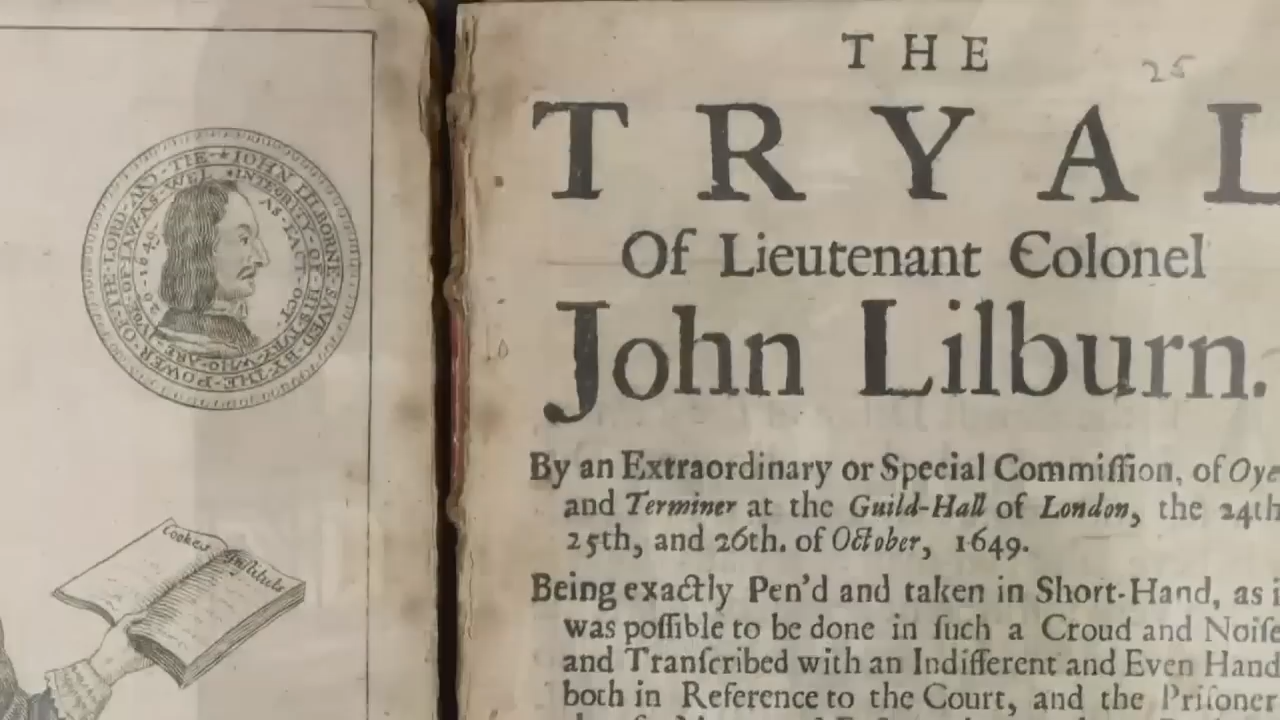 JOHN LILBORNE SAVED BY THE POWER OF THE LORD AND THE
INTEGRITY OF HIS JURY WHO ARE JUGE OF LAW AS WEL
AS FACT OCT 26 1649
Cookes
Institutes
THE
25
TRYAL
Of Lieutenant Colonel
John Lilburn.
By an Extraordinary or Special Commiſſion, of Oye
and Terminer at the Guild-Hall of London, the 24th
25th, and 26th. of October, 1649.
Being exactly Pen'd and taken in Short-Hand, as i
was poſſible to be done in ſuch a Croud and Noiſe
and Tranſcribed with an Indifferent and Even Hand
both in Reference to the Court, and the Priſoner